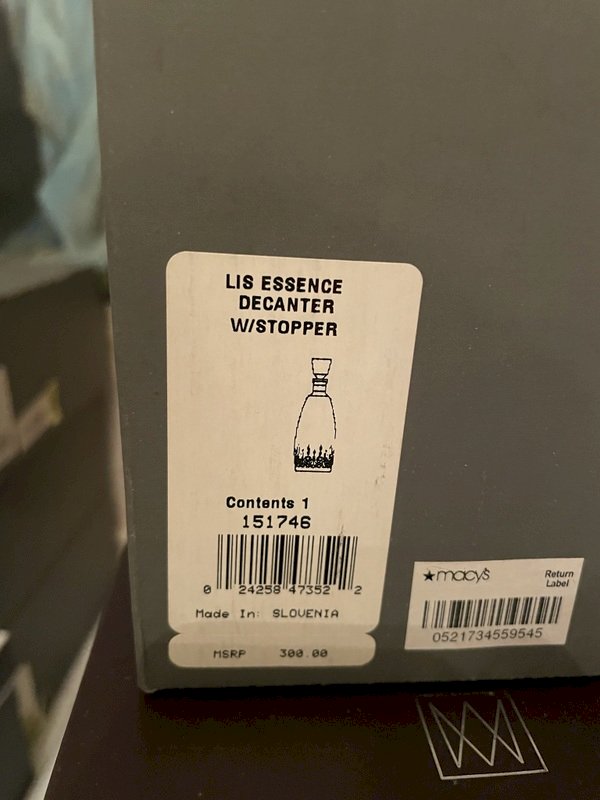 LIS ESSENCE
DECANTER
W/STOPPER
Contents 1
151746
0 24258 47352 2
Made In: SLOVENIA
MSRP 300.00
★macy's
Return
Label
0521734559545